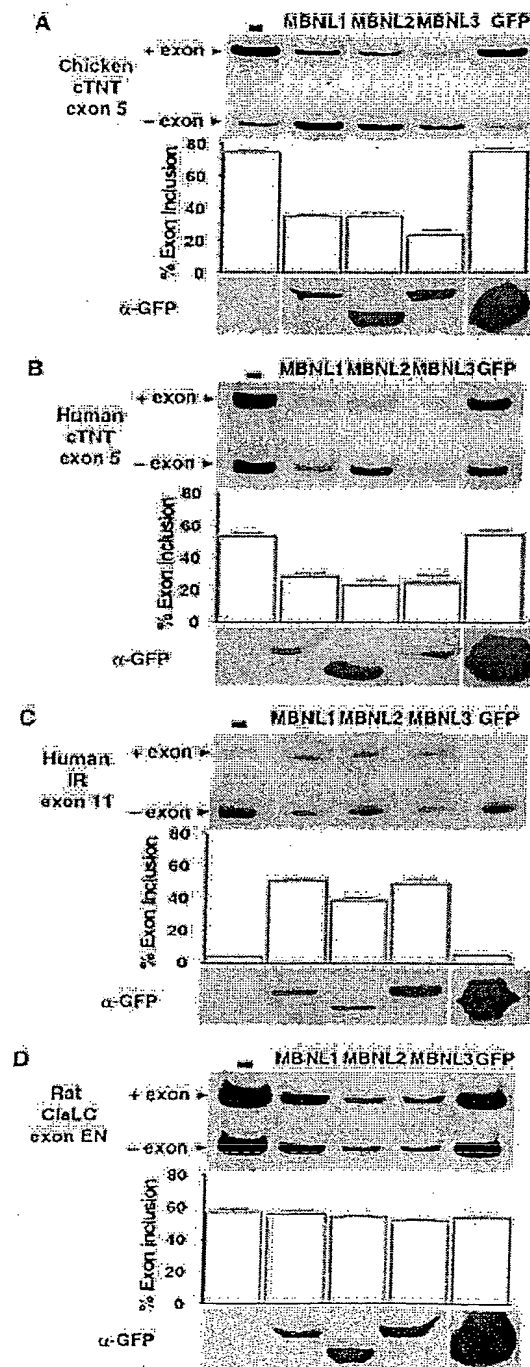 A
- MBNL1 MBNL2 MBNL3 GFP
Chicken cTNT exon 5
+ exon
- exon
% Exon Inclusion
80
60
40
20
0
α-GFP
B
- MBNL1 MBNL2 MBNL3 GFP
Human cTNT exon 5
+ exon
- exon
% Exon Inclusion
80
60
40
20
0
α-GFP
C
- MBNL1 MBNL2 MBNL3 GFP
Human IR exon 11
+ exon
- exon
% Exon Inclusion
80
60
40
20
0
α-GFP
D
- MBNL1 MBNL2 MBNL3 GFP
Rat ClaLC exon EN
+ exon
- exon
% Exon Inclusion
80
60
40
20
0
α-GFP